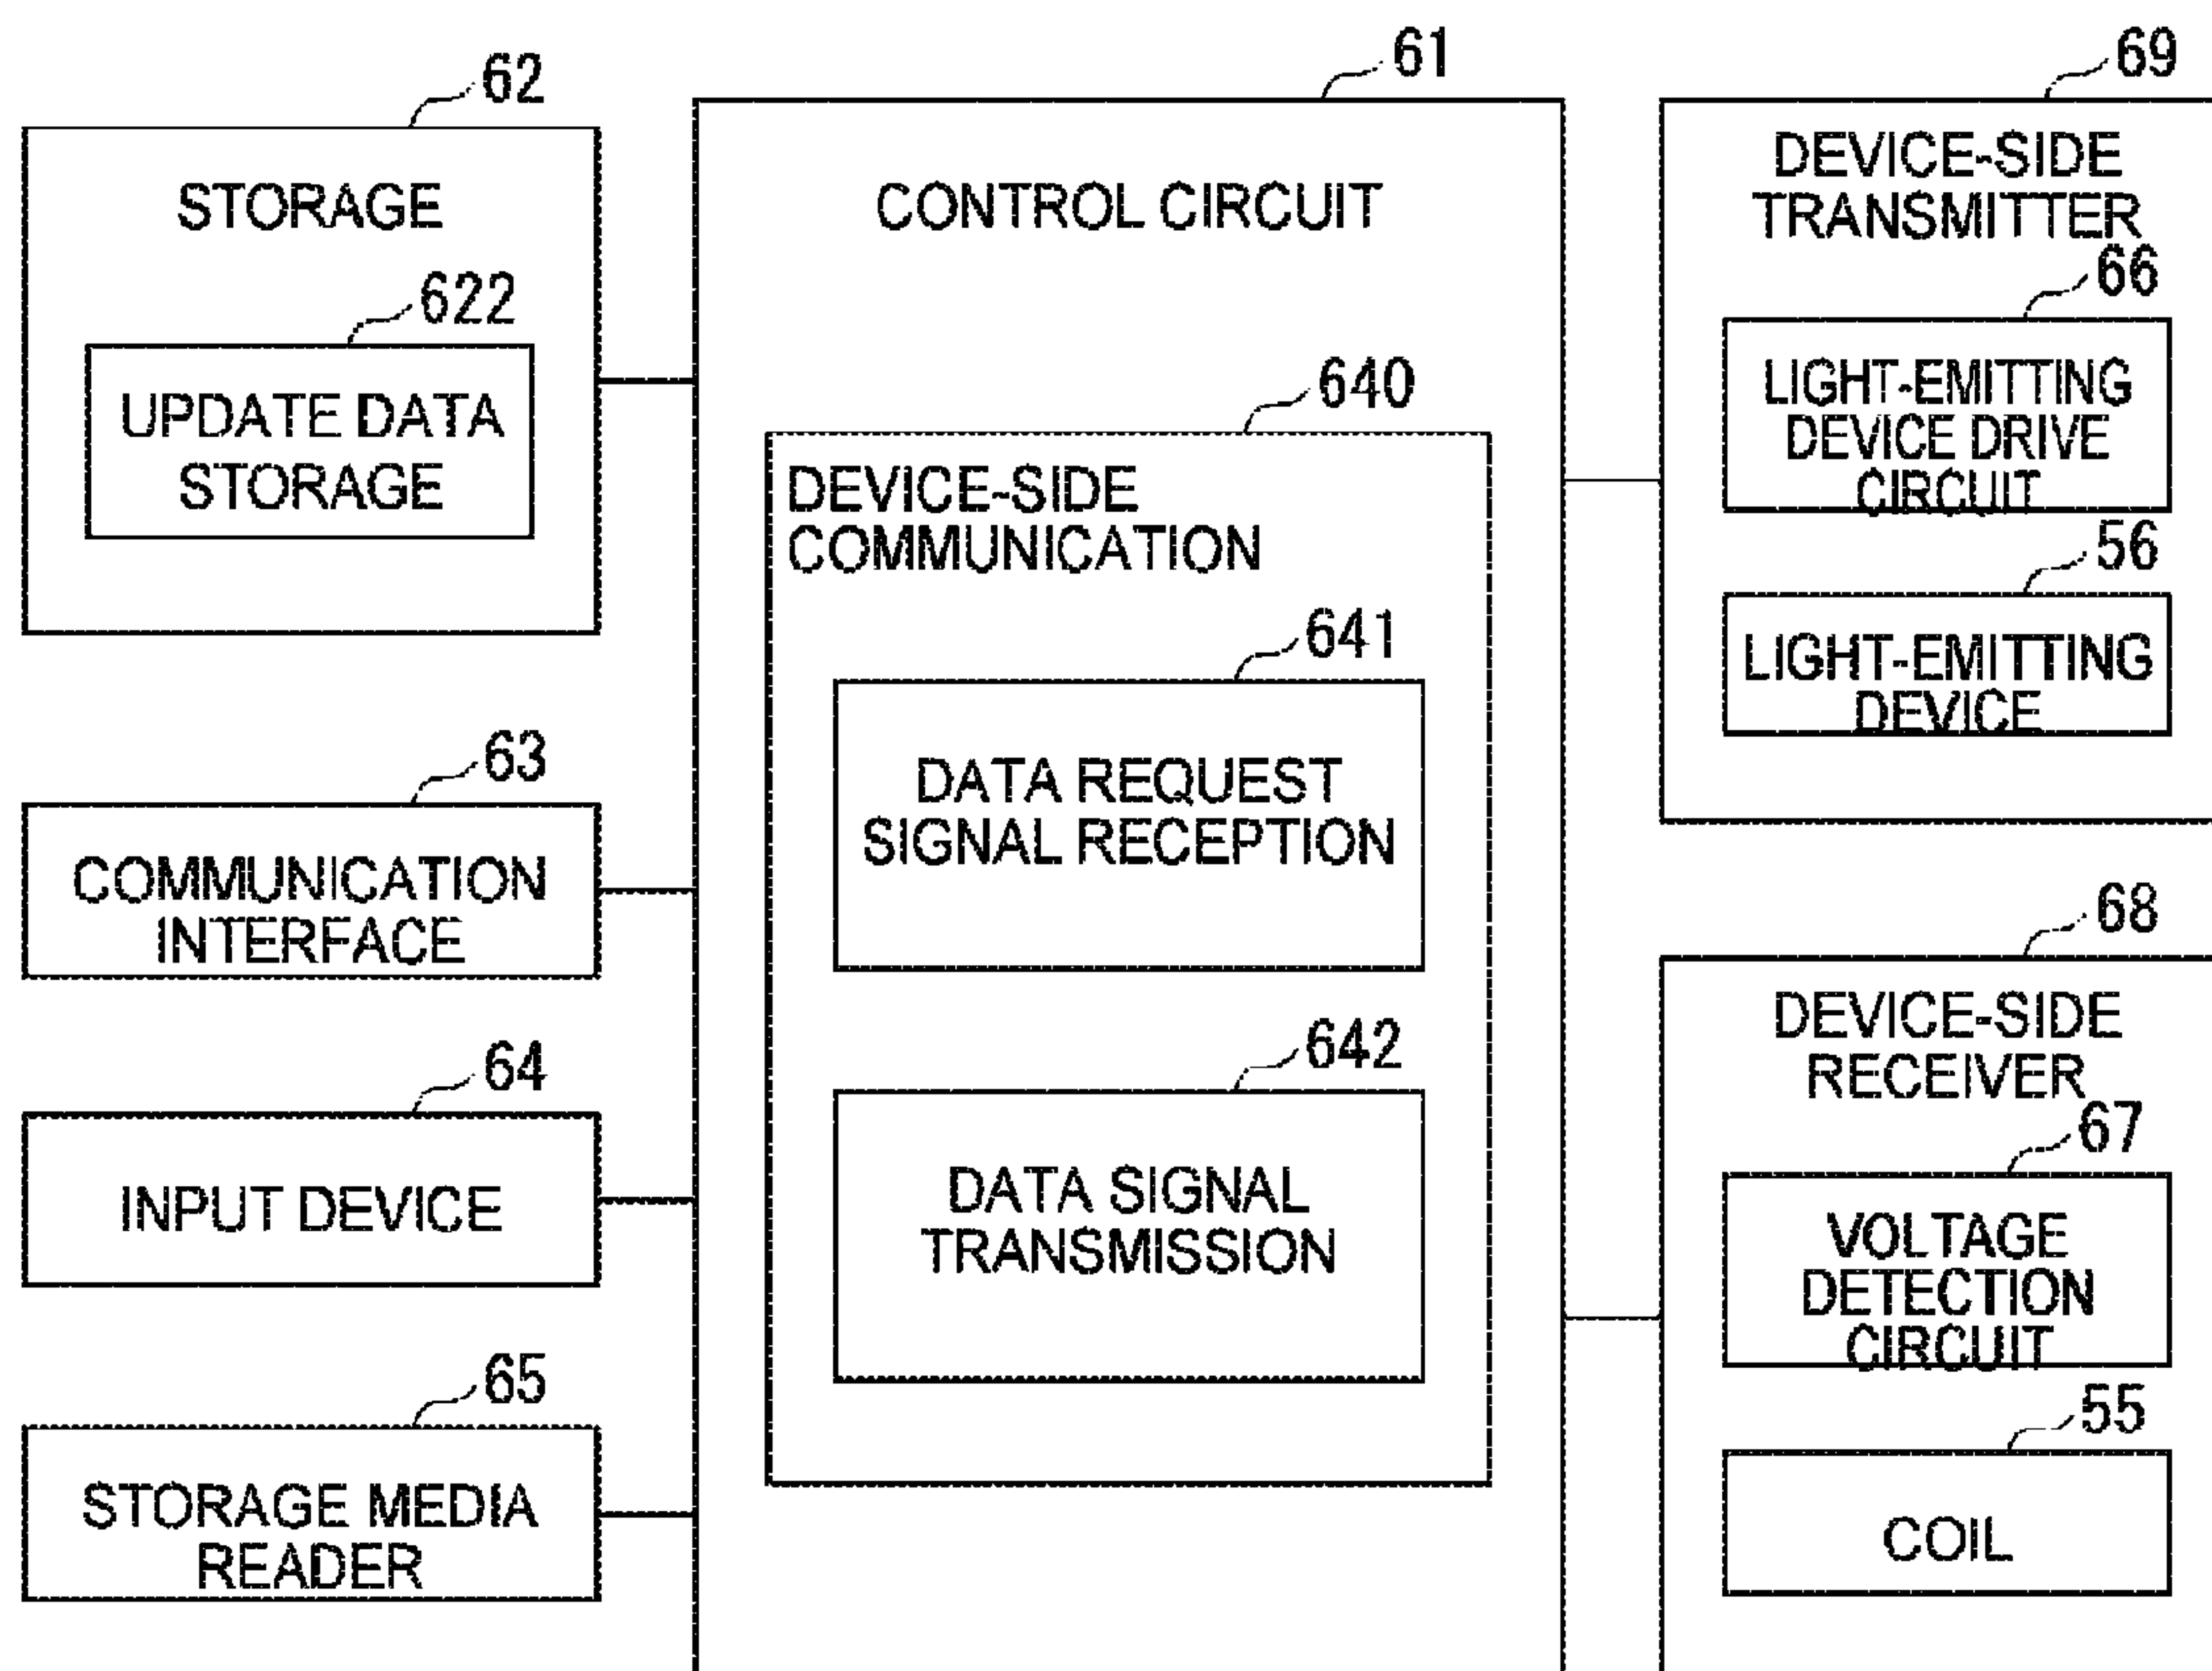 62
STORAGE
622
UPDATE DATA
STORAGE
63
COMMUNICATION
INTERFACE
64
INPUT DEVICE
65
STORAGE MEDIA
READER
61
CONTROL CIRCUIT
640
DEVICE-SIDE
COMMUNICATION
641
DATA REQUEST
SIGNAL RECEPTION
642
DATA SIGNAL
TRANSMISSION
69
DEVICE-SIDE
TRANSMITTER
66
LIGHT-EMITTING
DEVICE DRIVE
CIRCUIT
56
LIGHT-EMITTING
DEVICE
68
DEVICE-SIDE
RECEIVER
67
VOLTAGE
DETECTION
CIRCUIT
55
COIL